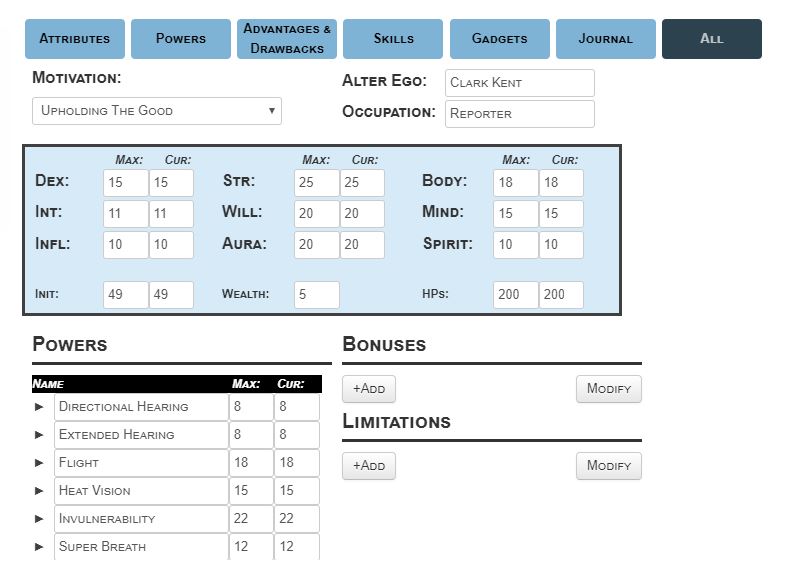 Attributes Powers Advantages & Drawbacks Skills Gadgets Journal All
Motivation:
Upholding The Good
Alter Ego: Clark Kent
Occupation: Reporter
Max: Cur: Max: Cur: Max: Cur:
Dex: 15 15 Str: 25 25 Body: 18 18
Int: 11 11 Will: 20 20 Mind: 15 15
Infl: 10 10 Aura: 20 20 Spirit: 10 10
Init: 49 49 Wealth: 5 HPs: 200 200
Powers
Name Max: Cur:
Directional Hearing 8 8
Extended Hearing 8 8
Flight 18 18
Heat Vision 15 15
Invulnerability 22 22
Super Breath 12 12
Bonuses
+Add Modify
Limitations
+Add Modify